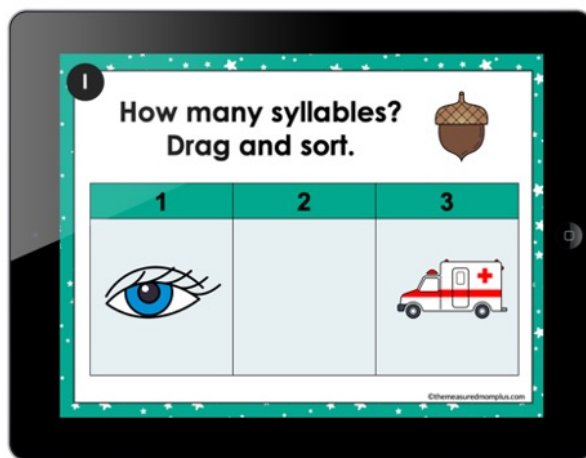 1
How many syllables?
Drag and sort.
1 2 3
©themeasuredmomplus.com